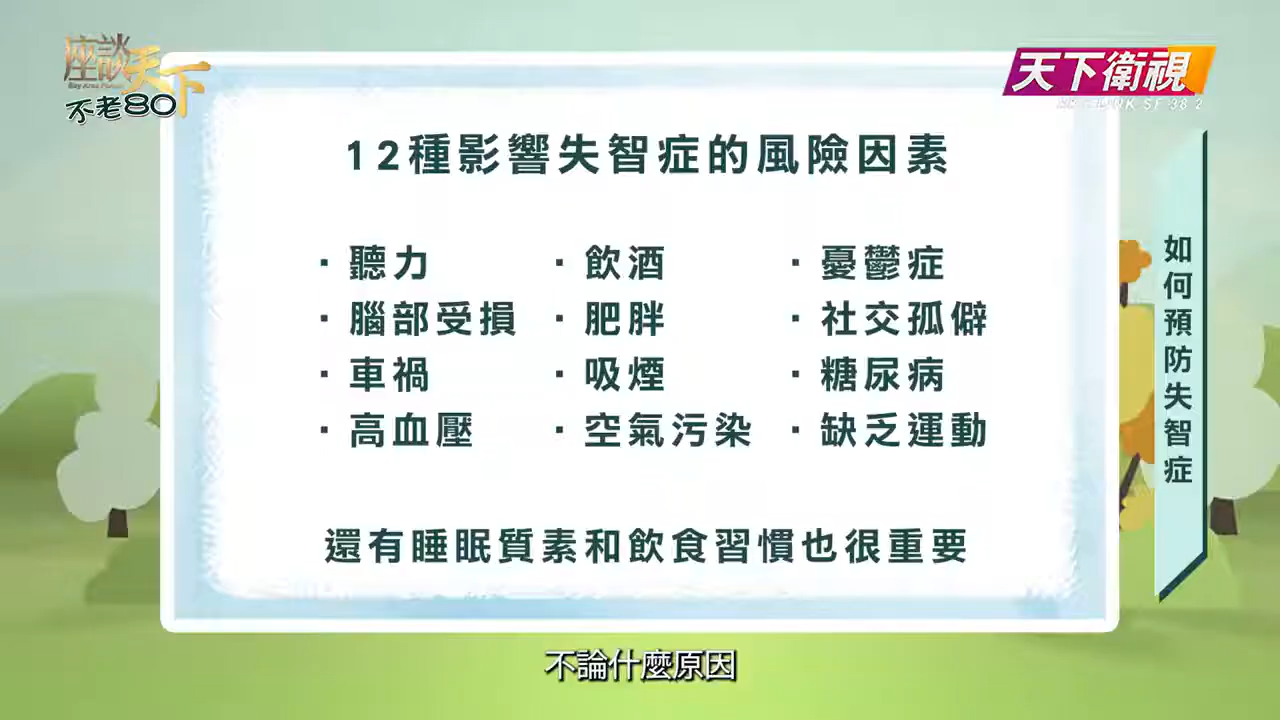 座談天下
不老80
天下衛視
12種影響失智症的風險因素
· 聽力
· 飲酒
· 憂鬱症
· 腦部受損
· 肥胖
· 社交孤僻
· 車禍
· 吸煙
· 糖尿病
· 高血壓
· 空氣污染
· 缺乏運動
還有睡眠質素和飲食習慣也很重要
如何預防失智症
不論什麼原因